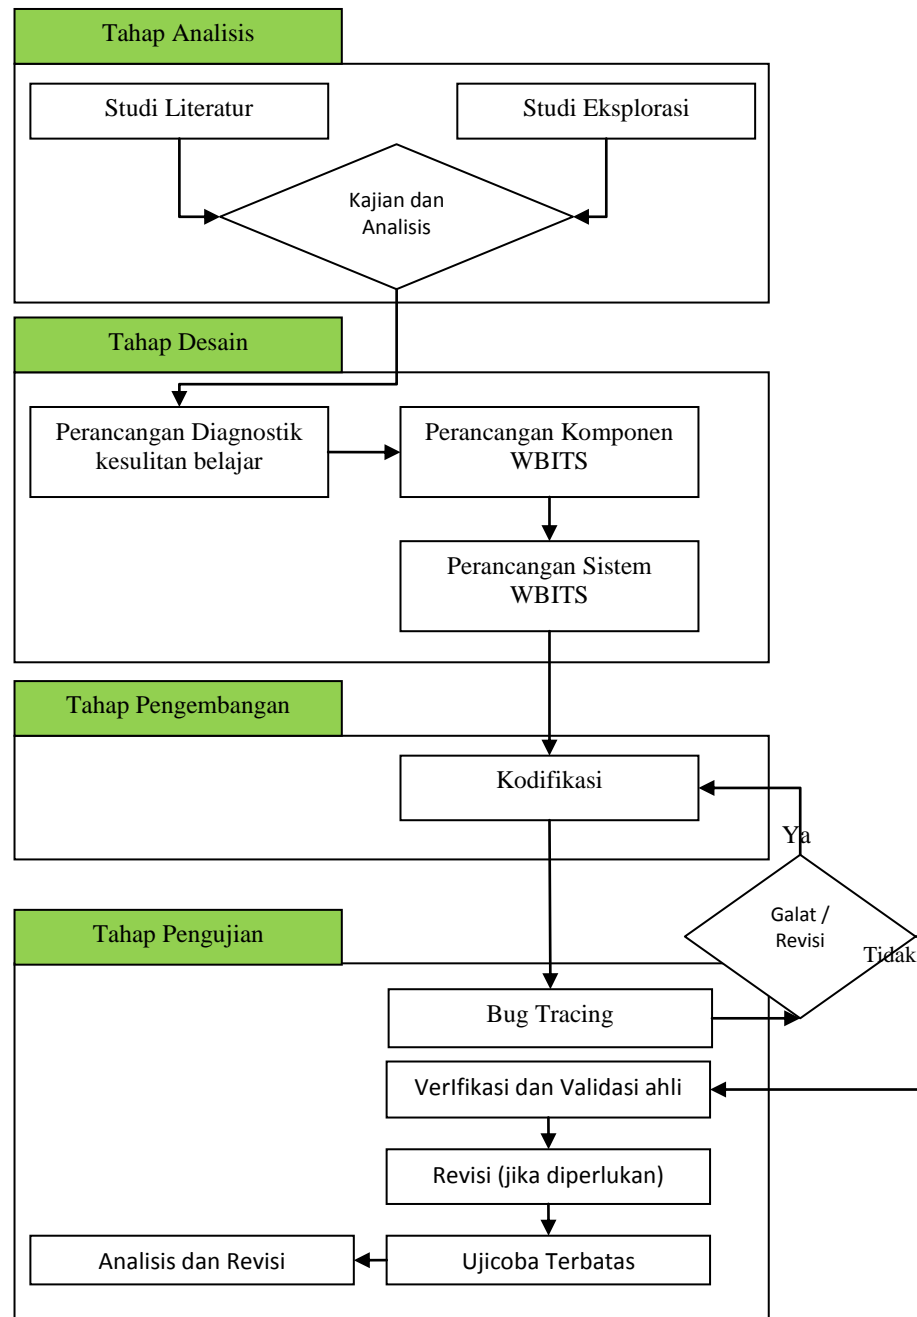 Tahap Analisis
Studi Literatur
Studi Eksplorasi
Kajian dan
Analisis
Tahap Desain
Perancangan Diagnostik
kesulitan belajar
Perancangan Komponen
WBITS
Perancangan Sistem
WBITS
Tahap Pengembangan
Kodifikasi
Ya
Galat /
Revisi
Tidak
Tahap Pengujian
Bug Tracing
VerIfikasi dan Validasi ahli
Revisi (jika diperlukan)
Ujicoba Terbatas
Analisis dan Revisi